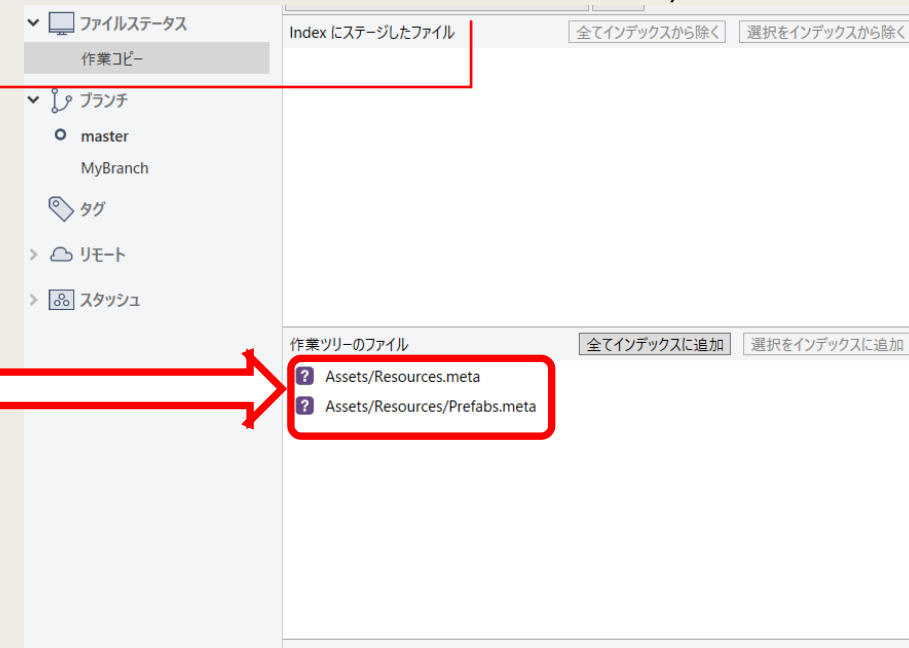 ファイルステータス
作業コピー
ブランチ
master
MyBranch
タグ
リモート
スタッシュ
Index にステージしたファイル
全てインデックスから除く
選択をインデックスから除く
作業ツリーのファイル
全てインデックスに追加
選択をインデックスに追加
Assets/Resources.meta
Assets/Resources/Prefabs.meta